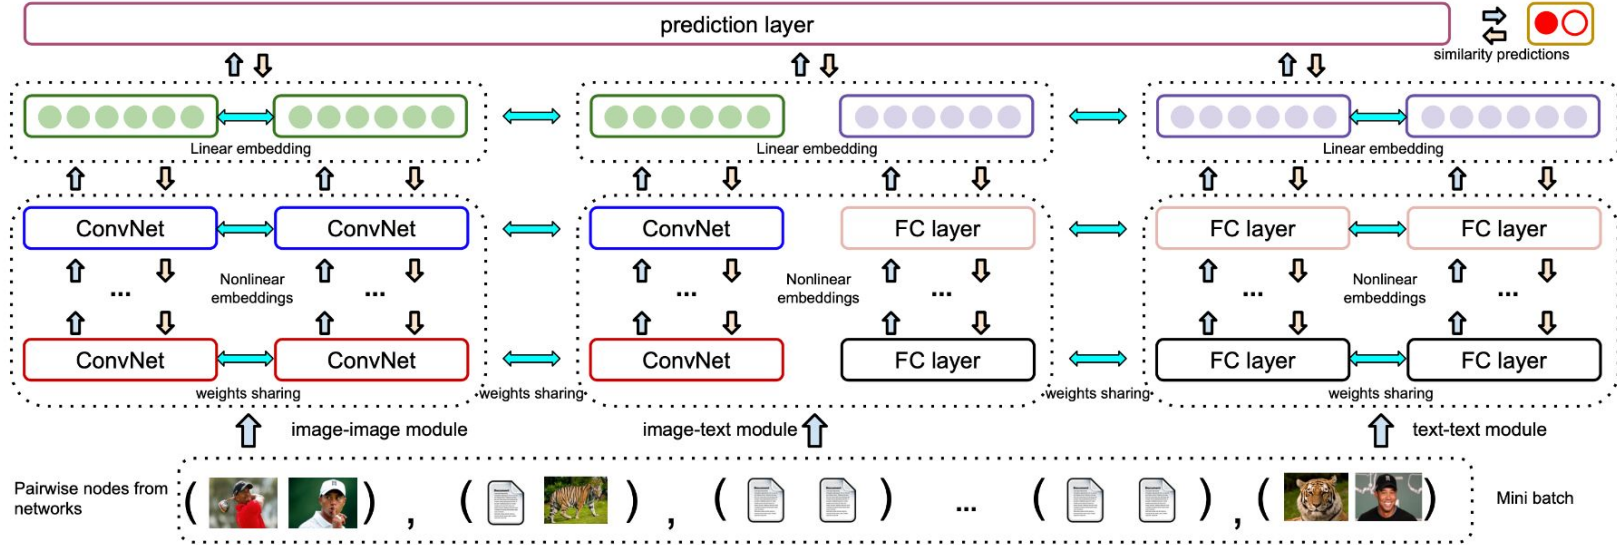 prediction layer
similarity predictions
Linear embedding
Linear embedding
Linear embedding
ConvNet
ConvNet
ConvNet
FC layer
FC layer
FC layer
...
Nonlinear
embeddings
...
...
Nonlinear
embeddings
...
...
Nonlinear
embeddings
...
ConvNet
ConvNet
ConvNet
FC layer
FC layer
FC layer
weights sharing
weights sharing
weights sharing
weights sharing
image-image module
image-text module
text-text module
Pairwise nodes from
networks
( ) , ( ) , ( ) ... ( ) , ( )
Mini batch